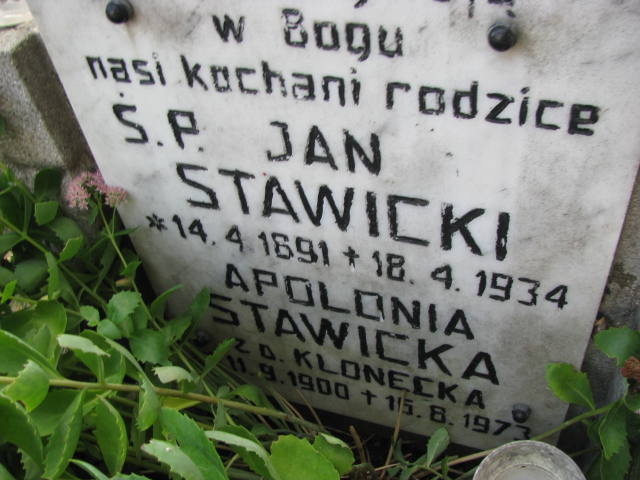 w Bogu
nasi kochani rodzice
Ś.P. JAN
STAWICKI
*14.4.1891 + 18.4.1934
APOLONIA
STAWICKA
Z D. KLONECKA
11.9.1900 + 15.6.1973